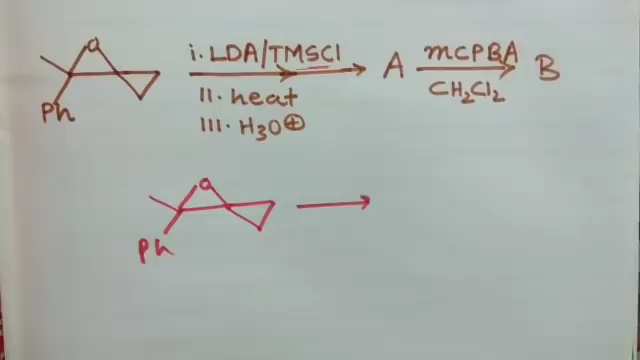 O
i. LDA/TMSCl
A
mCPBA
B
Ph
II. heat
CH2Cl2
III. H3O⊕
O
Ph